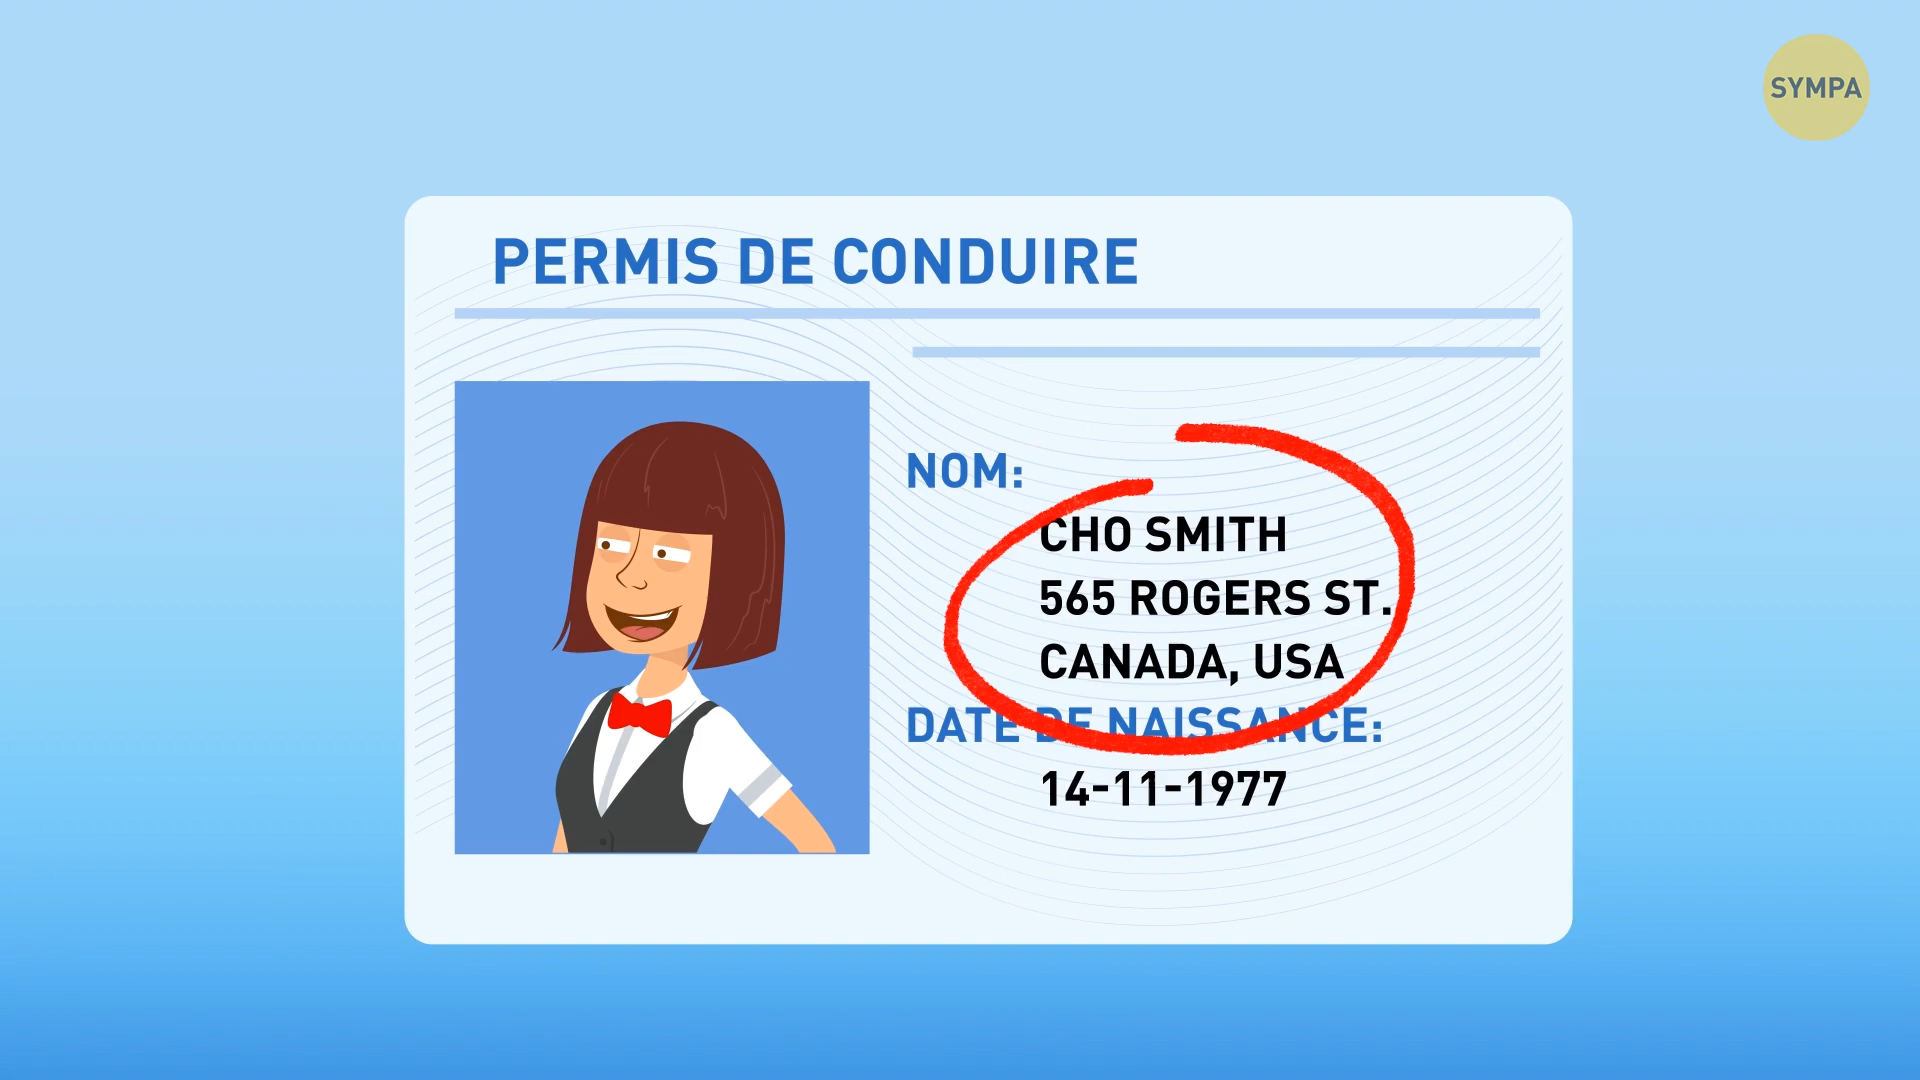 SYMPA
PERMIS DE CONDUIRE
NOM:
CHO SMITH
565 ROGERS ST.
CANADA, USA
DATE DE NAISSANCE:
14-11-1977